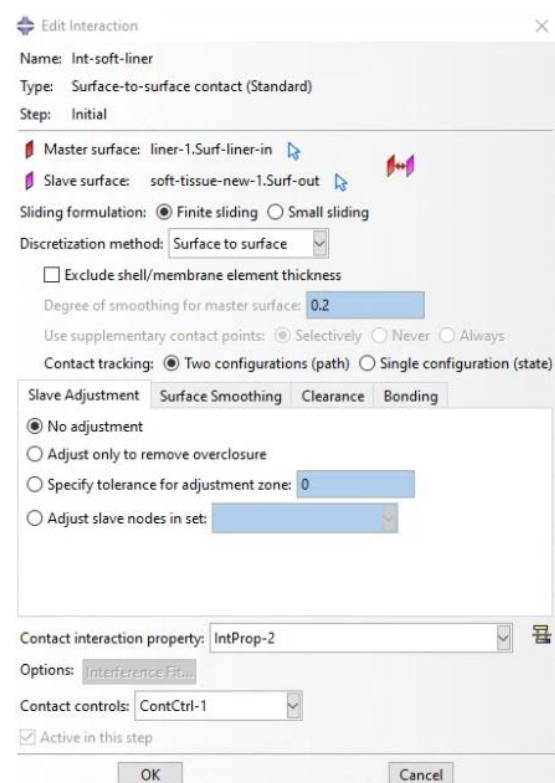 Edit Interaction
Name: Int-soft-liner
Type: Surface-to-surface contact (Standard)
Step: Initial
Master surface: liner-1.Surf-liner-in
Slave surface: soft-tissue-new-1.Surf-out
Sliding formulation: Finite sliding Small sliding
Discretization method: Surface to surface
Exclude shell/membrane element thickness
Degree of smoothing for master surface: 0.2
Use supplementary contact points: Selectively Never Always
Contact tracking: Two configurations (path) Single configuration (state)
Slave Adjustment Surface Smoothing Clearance Bonding
No adjustment
Adjust only to remove overclosure
Specify tolerance for adjustment zone: 0
Adjust slave nodes in set:
Contact interaction property: IntProp-2
Options: Interference Fit...
Contact controls: ContCtrl-1
Active in this step
OK Cancel